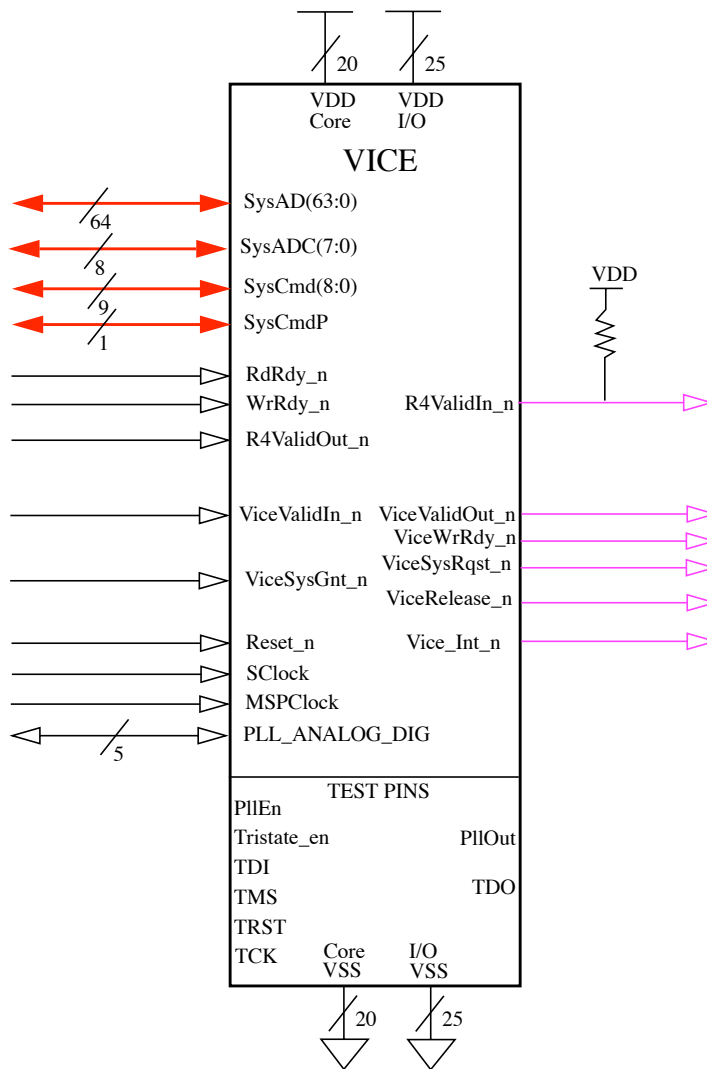 20
25
VDD
Core
VDD
I/O
VICE
SysAD(63:0)
64
SysADC(7:0)
8
SysCmd(8:0)
9
SysCmdP
1
VDD
RdRdy_n
WrRdy_n
R4ValidIn_n
R4ValidOut_n
ViceValidIn_n
ViceValidOut_n
ViceWrRdy_n
ViceSysRqst_n
ViceSysGnt_n
ViceRelease_n
Reset_n
Vice_Int_n
SClock
MSPClock
PLL_ANALOG_DIG
5
TEST PINS
PllEn
Tristate_en
PllOut
TDI
TDO
TMS
TRST
TCK
Core
VSS
I/O
VSS
20
25